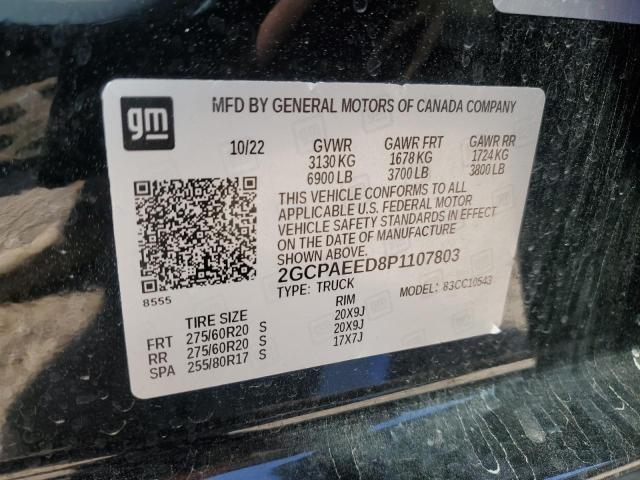 gm
MFD BY GENERAL MOTORS OF CANADA COMPANY
10/22 GVWR GAWR FRT GAWR RR
3130 KG 1678 KG 1724 KG
6900 LB 3700 LB 3800 LB
THIS VEHICLE CONFORMS TO ALL
APPLICABLE U.S. FEDERAL MOTOR
VEHICLE SAFETY STANDARDS IN EFFECT
ON THE DATE OF MANUFACTURE
SHOWN ABOVE.
8555
2GCPAEED8P1107803
TYPE: TRUCK MODEL: 83CC10543
TIRE SIZE RIM
FRT 275/60R20 S 20X9J
RR 275/60R20 S 20X9J
SPA 255/80R17 S 17X7J